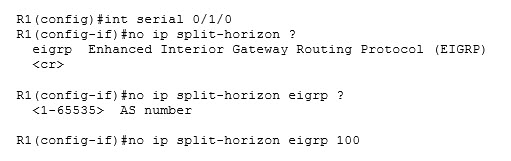 R1(config)#int serial 0/1/0
R1(config-if)#no ip split-horizon ?
  eigrp  Enhanced Interior Gateway Routing Protocol (EIGRP)
  <cr>

R1(config-if)#no ip split-horizon eigrp ?
  <1-65535>  AS number

R1(config-if)#no ip split-horizon eigrp 100